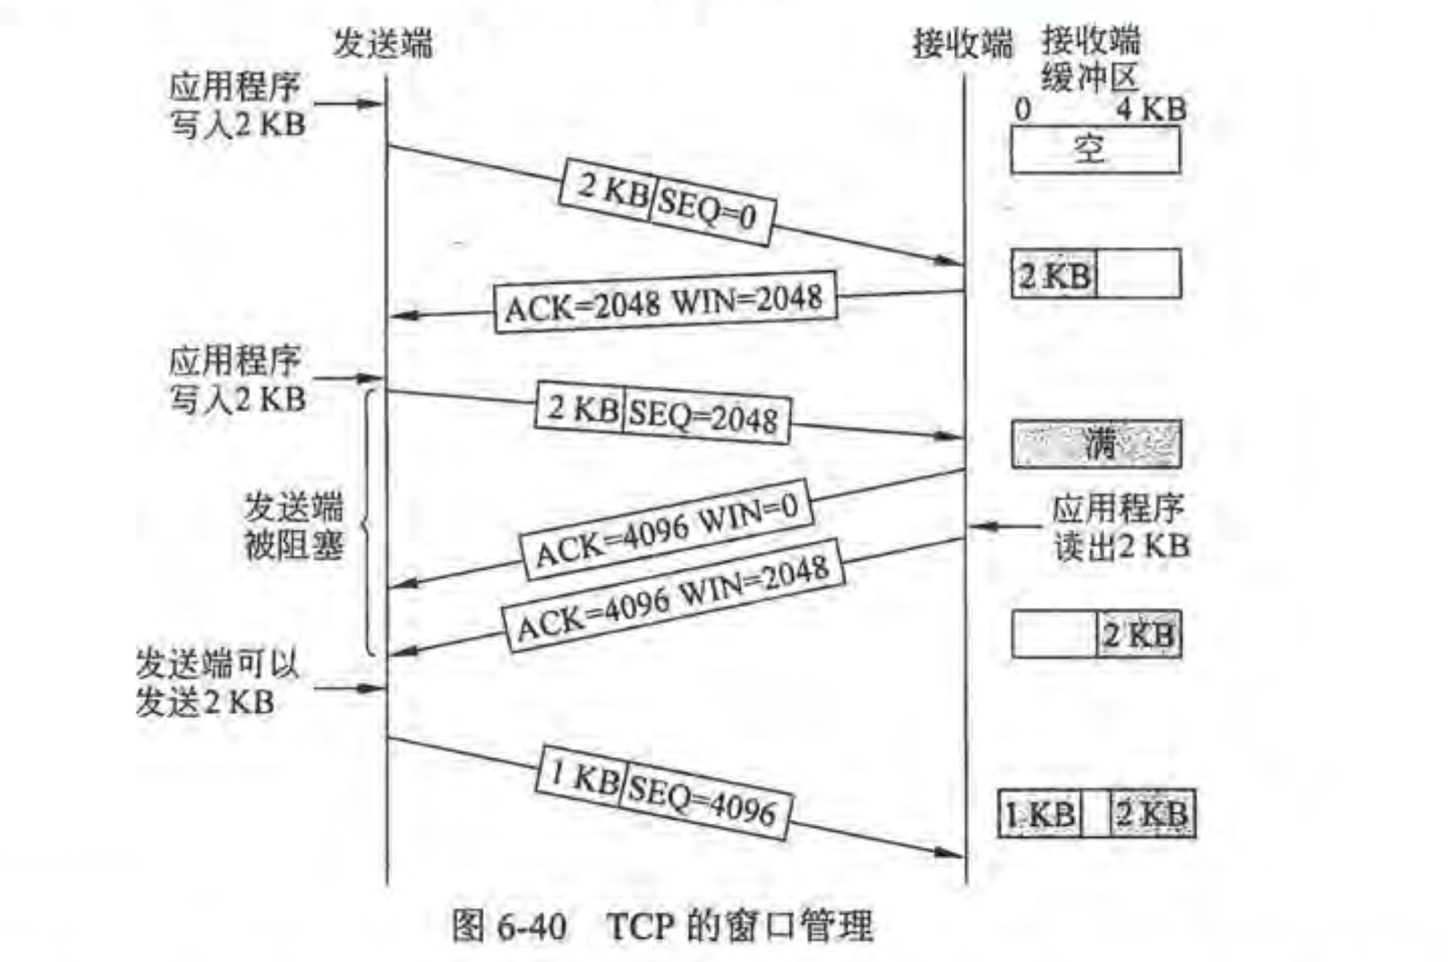 发送端
接收端
接收端
缓冲区
0 4 KB
应用程序
写入2 KB
空
2 KB SEQ=0
2 KB
ACK=2048 WIN=2048
应用程序
写入2 KB
2 KB SEQ=2048
满
发送端
被阻塞
ACK=4096 WIN=0
应用程序
读出2 KB
ACK=4096 WIN=2048
2 KB
发送端可以
发送2 KB
1 KB SEQ=4096
1 KB 2 KB
图 6-40 TCP 的窗口管理